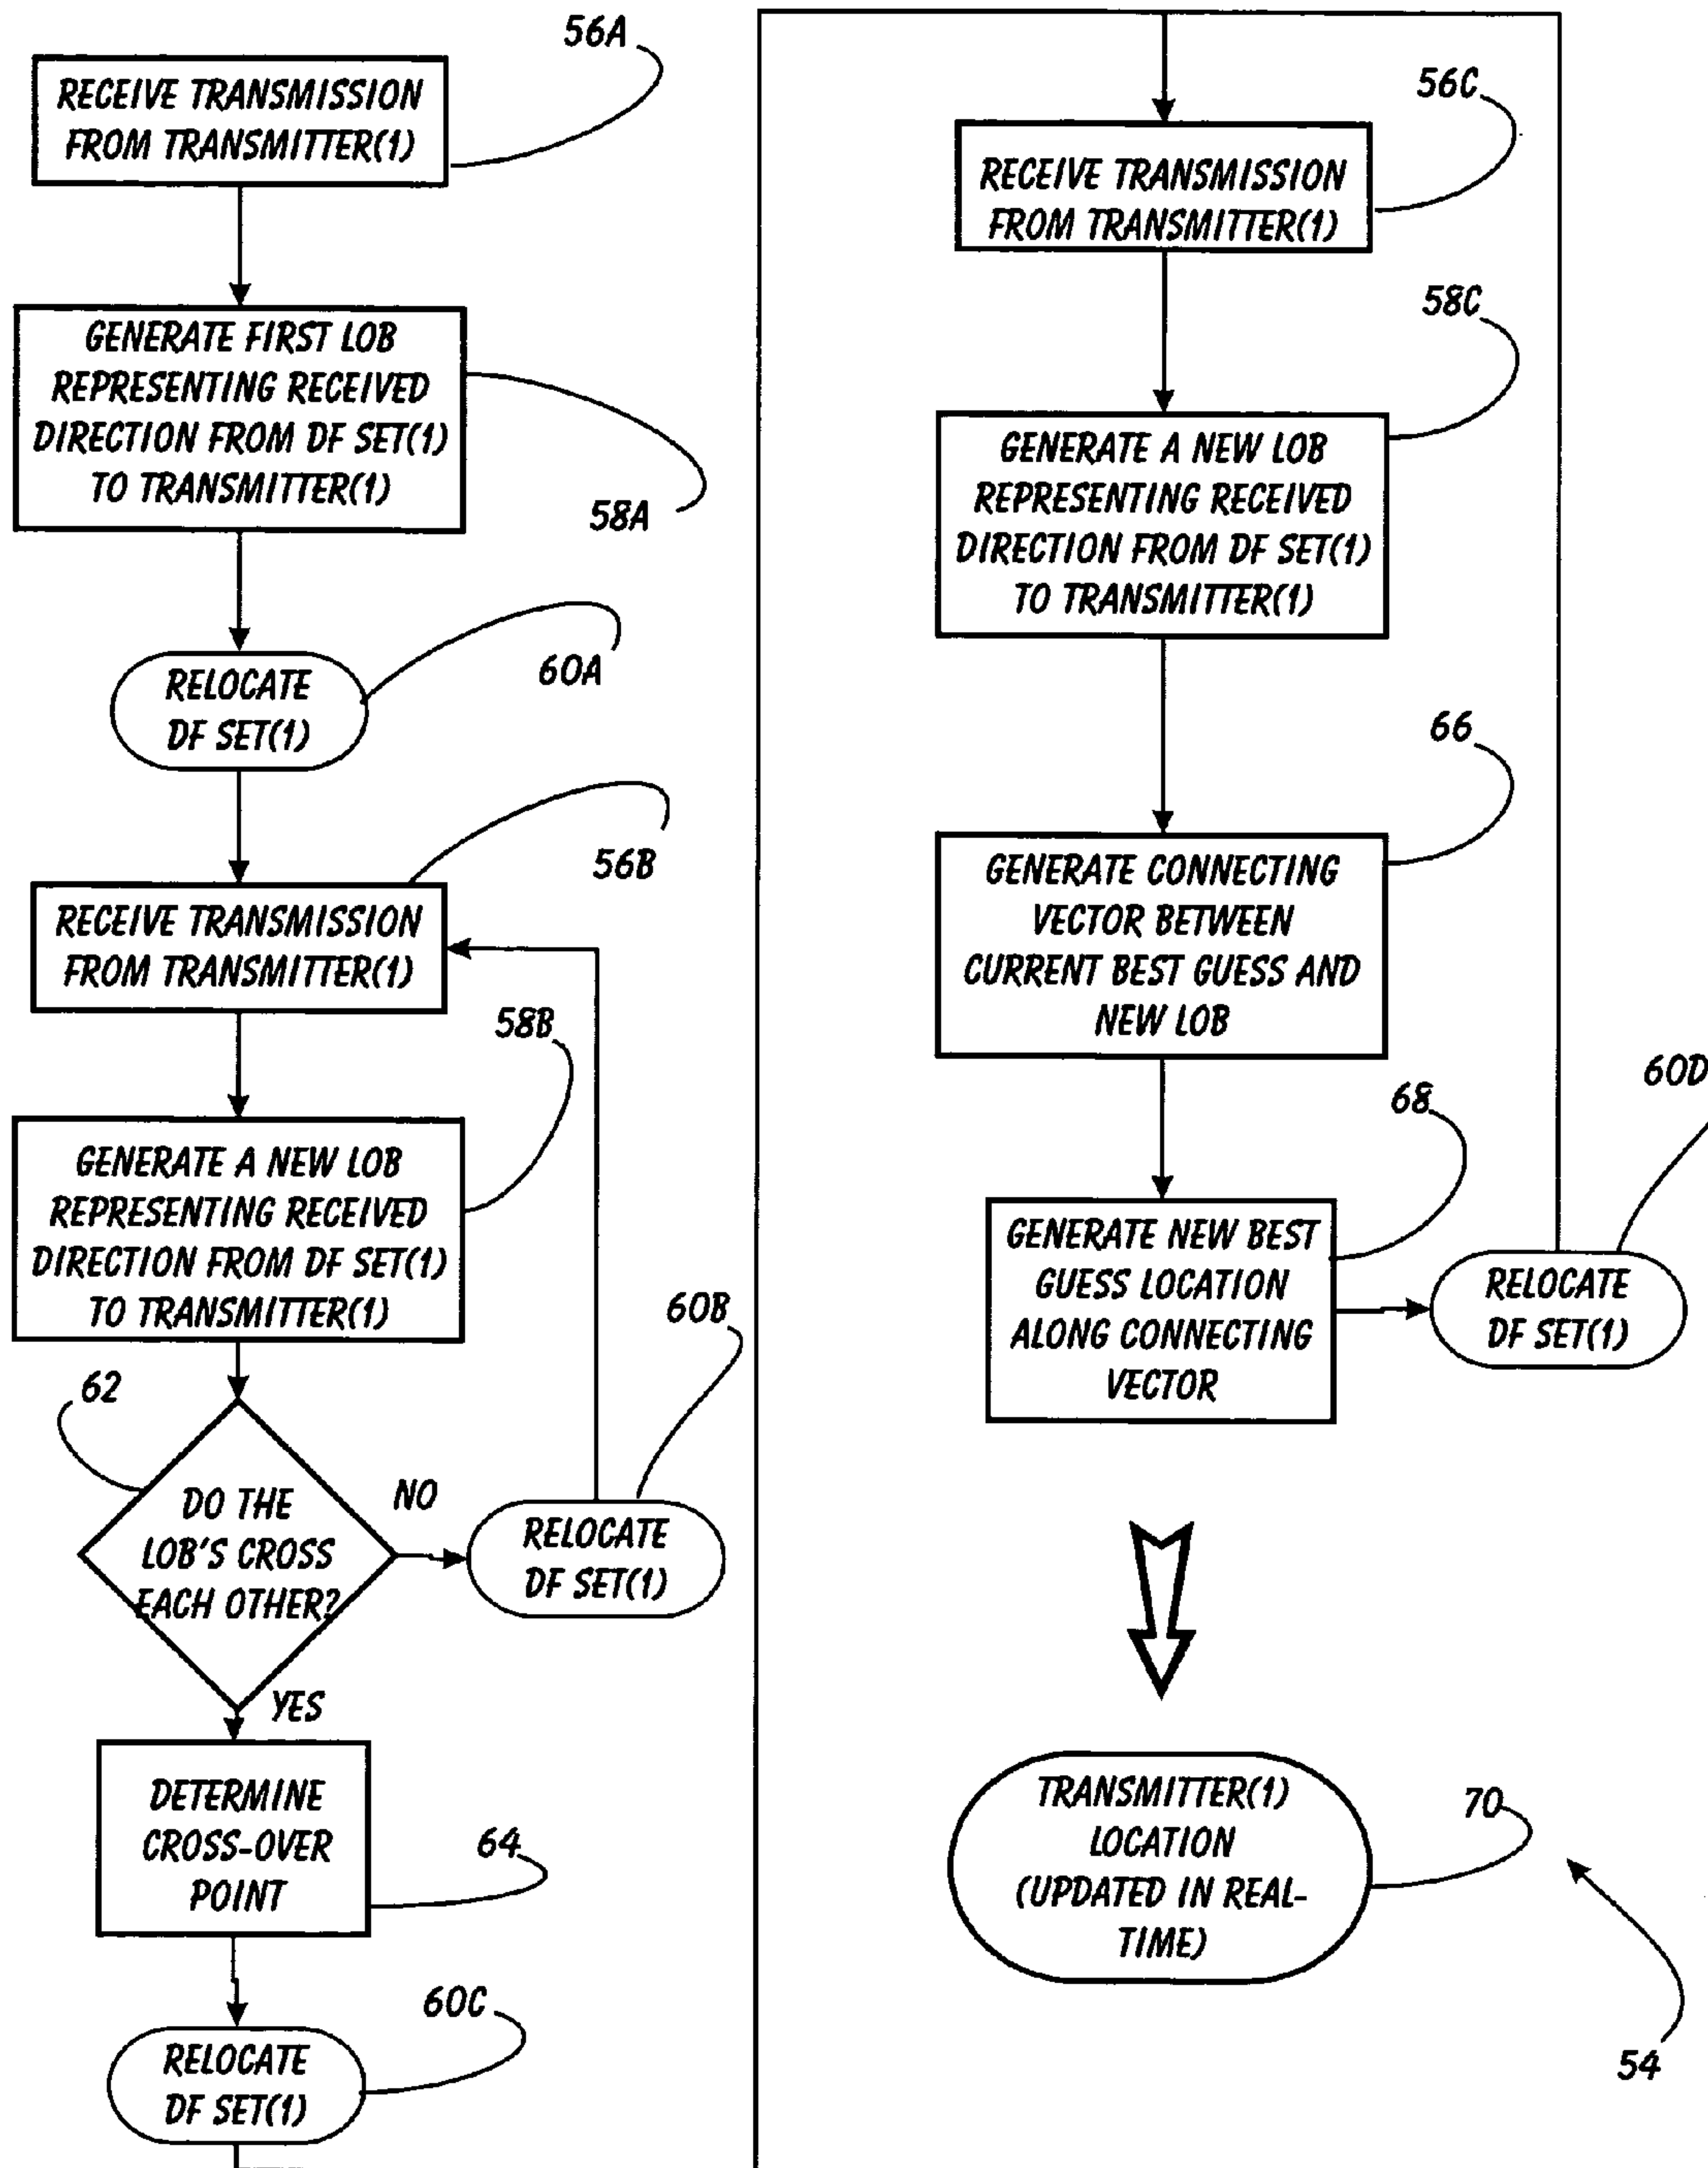 56A
RECEIVE TRANSMISSION
FROM TRANSMITTER(1)
GENERATE FIRST LOB
REPRESENTING RECEIVED
DIRECTION FROM DF SET(1)
TO TRANSMITTER(1)
58A
RELOCATE
DF SET(1)
60A
56B
RECEIVE TRANSMISSION
FROM TRANSMITTER(1)
58B
GENERATE A NEW LOB
REPRESENTING RECEIVED
DIRECTION FROM DF SET(1)
TO TRANSMITTER(1)
60B
62
DO THE
LOB'S CROSS
EACH OTHER?
NO
RELOCATE
DF SET(1)
YES
DETERMINE
CROSS-OVER
POINT
64
60C
RELOCATE
DF SET(1)
56C
RECEIVE TRANSMISSION
FROM TRANSMITTER(1)
58C
GENERATE A NEW LOB
REPRESENTING RECEIVED
DIRECTION FROM DF SET(1)
TO TRANSMITTER(1)
66
GENERATE CONNECTING
VECTOR BETWEEN
CURRENT BEST GUESS AND
NEW LOB
60D
68
GENERATE NEW BEST
GUESS LOCATION
ALONG CONNECTING
VECTOR
RELOCATE
DF SET(1)
TRANSMITTER(1)
LOCATION
(UPDATED IN REAL-
TIME)
70
54